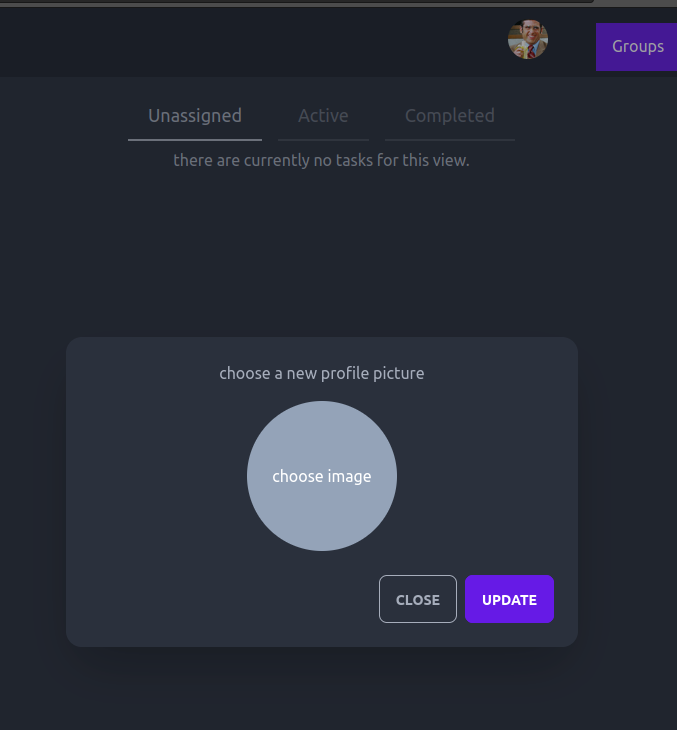 Groups
Unassigned Active Completed
there are currently no tasks for this view.
choose a new profile picture
choose image
CLOSE UPDATE